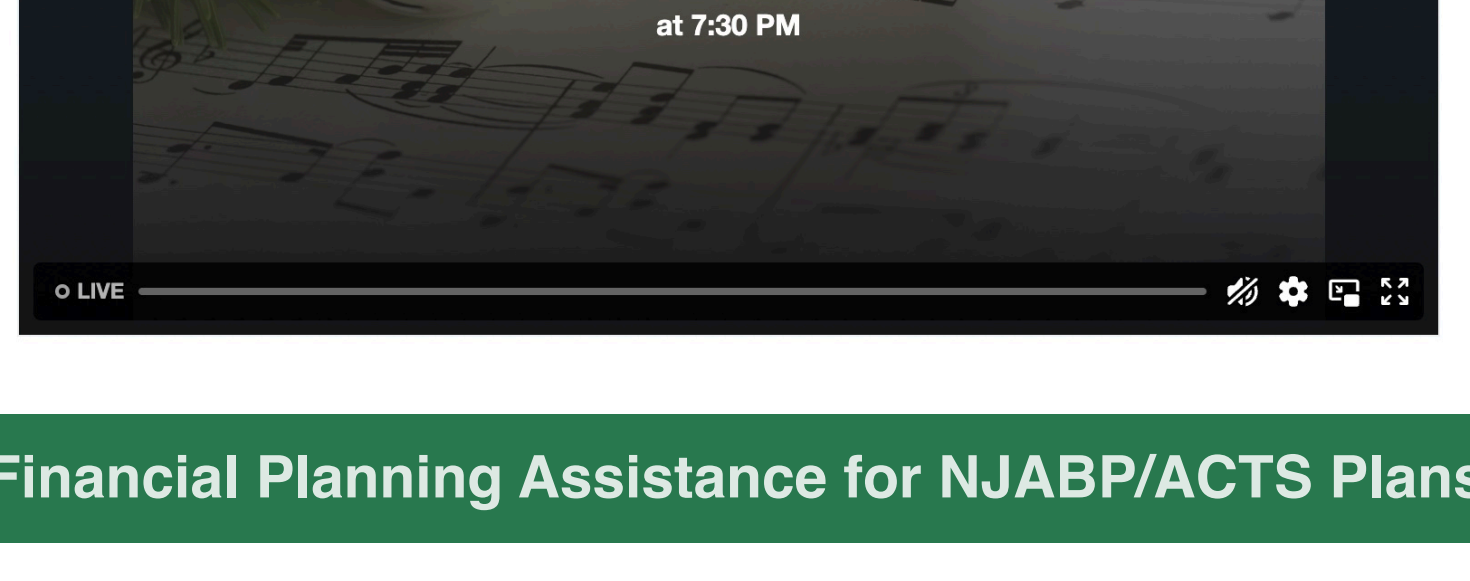 at 7:30 PM
LIVE
Financial Planning Assistance for NJABP/ACTS Plans